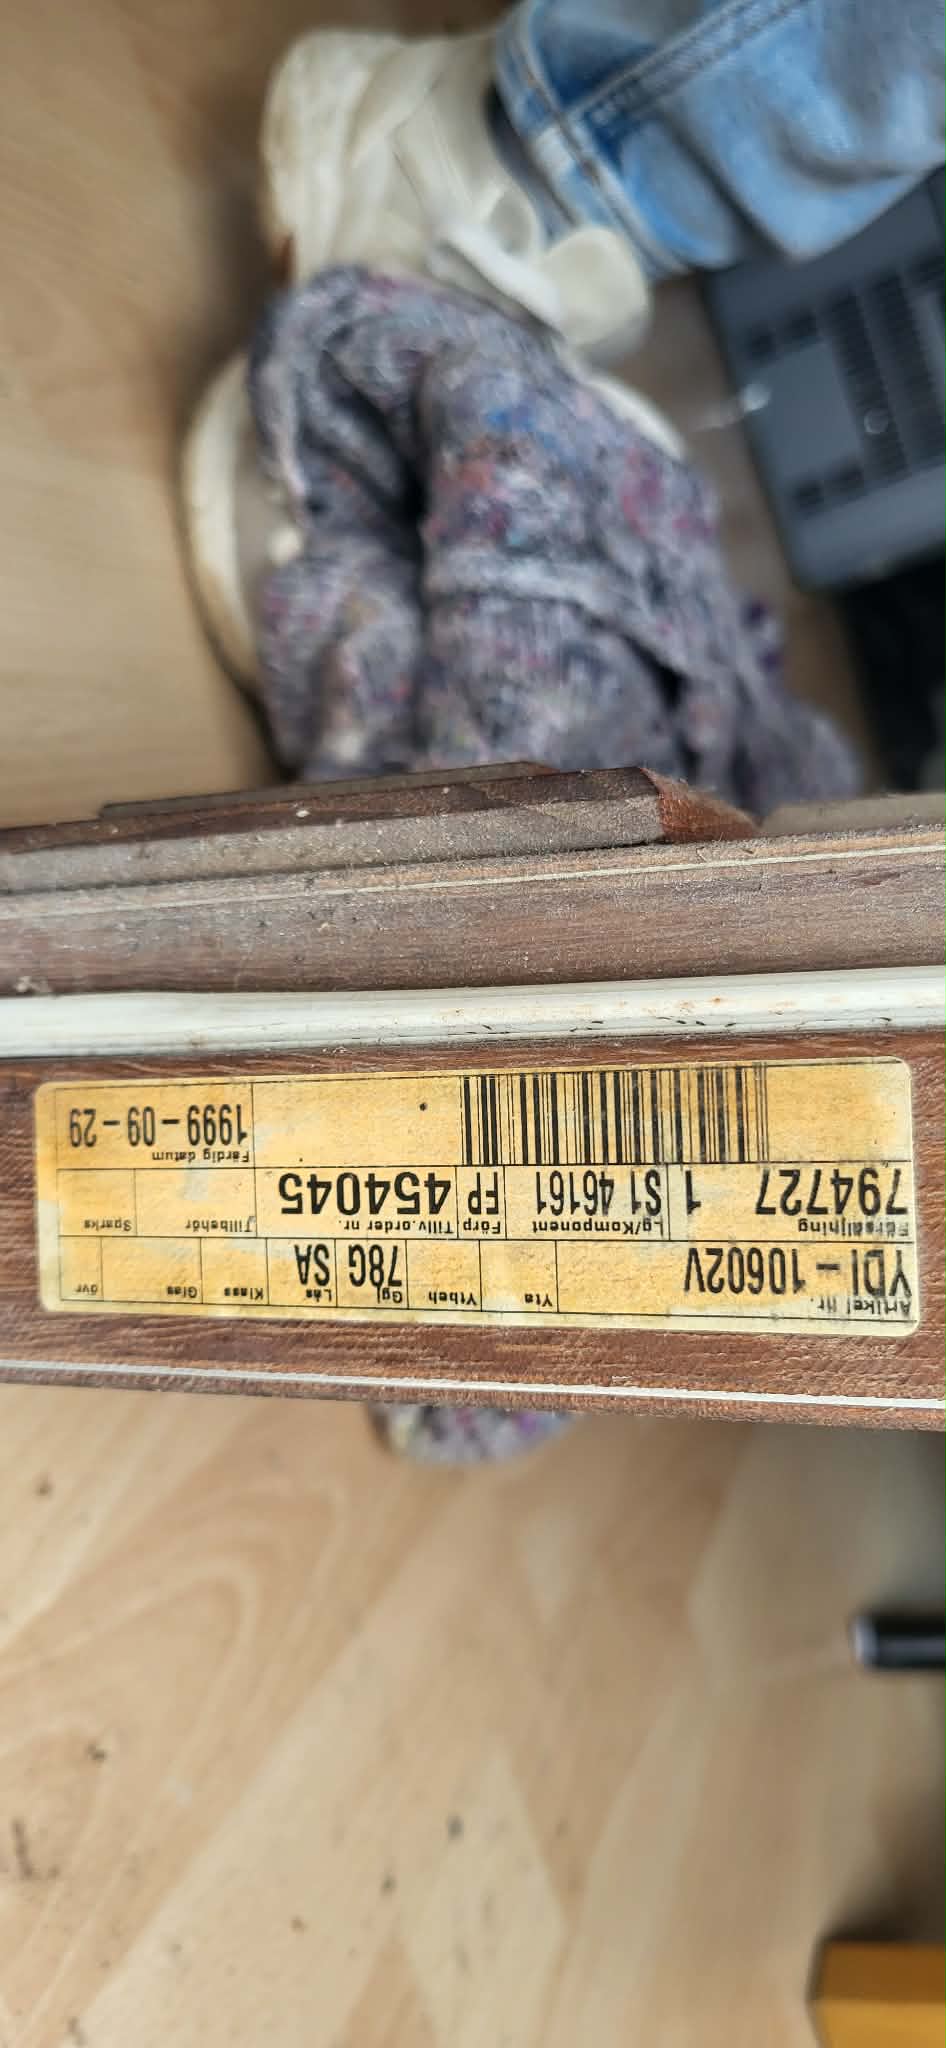 Artikel nr. Yta Ytbeh Ggj Lås Klass Glas övr
YDI-10602V 78G SA
Försäljning Lg/Komponent Förp. Tillv.order nr. Tillbehör Sparks
794727 1 S1 46161 FP 454045
Färdig datum
1999-09-29